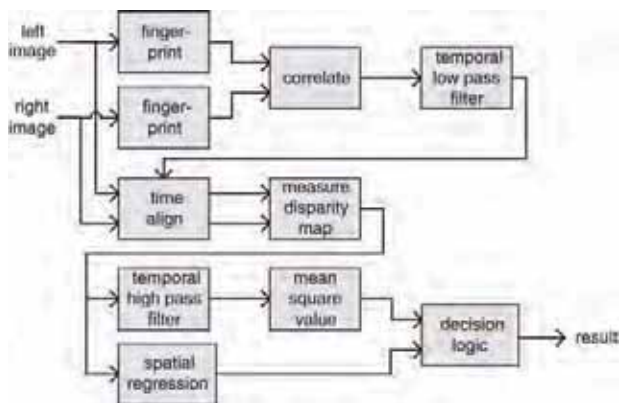 left
image
finger-
print
right
image
finger-
print
correlate
temporal
low pass
filter
time
align
measure
disparity
map
temporal
high pass
filter
mean
square
value
spatial
regression
decision
logic
result